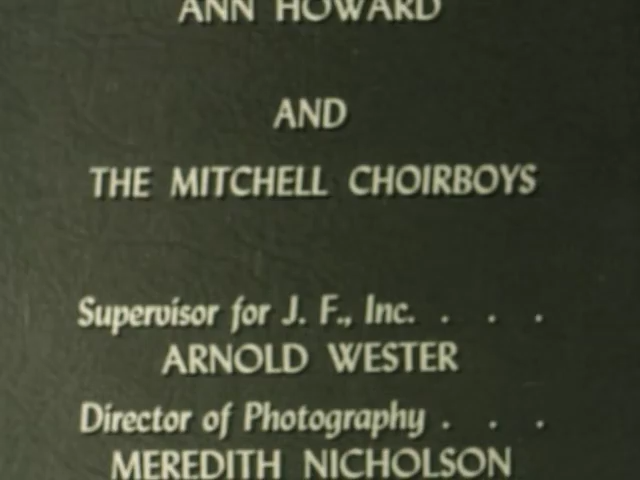 ANN HOWARD
AND
THE MITCHELL CHOIRBOYS
Supervisor for J. F., Inc. . . .
ARNOLD WESTER
Director of Photography . . .
MEREDITH NICHOLSON